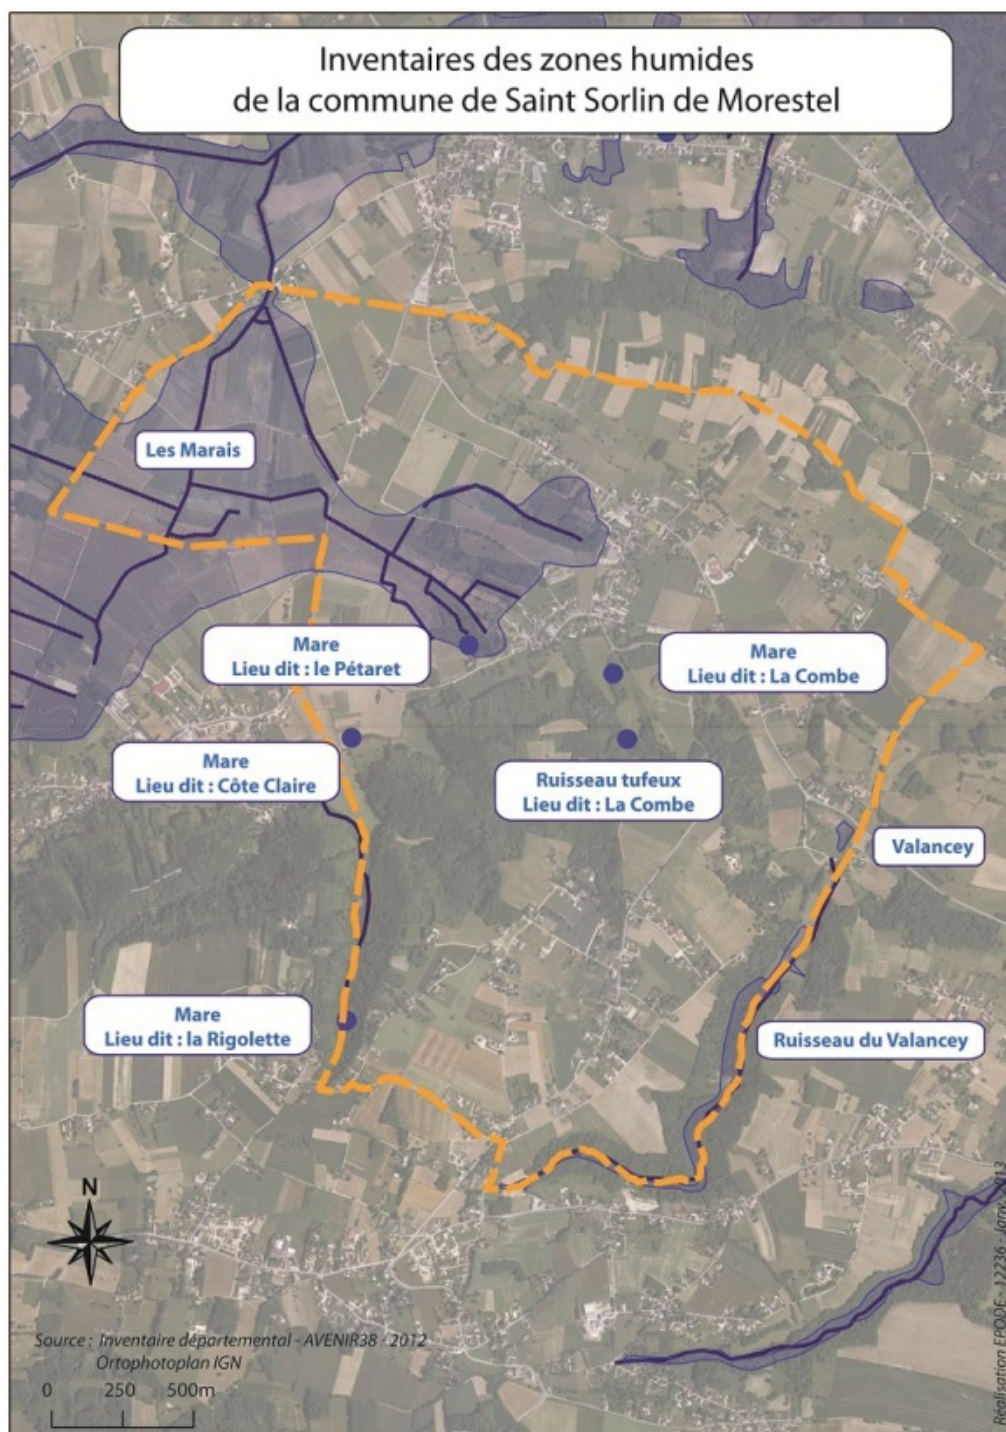 Inventaires des zones humides
de la commune de Saint Sorlin de Morestel
Les Marais
Mare
Lieu dit : le Pétaret
Mare
Lieu dit : La Combe
Mare
Lieu dit : Côte Claire
Ruisseau tufeux
Lieu dit : La Combe
Valancey
Mare
Lieu dit : la Rigolette
Ruisseau du Valancey
N
Source : Inventaire départemental - AVENIR38 - 2012
Ortophotoplan IGN
0 250 500m
Réalisation EPODE - 12236 -